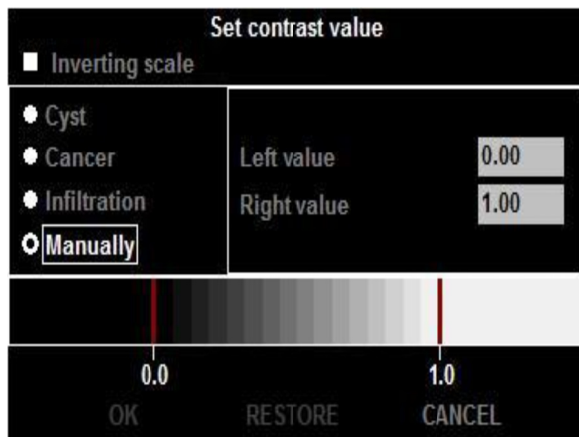 Set contrast value
Inverting scale
Cyst
Cancer
Infiltration
Manually
Left value 0.00
Right value 1.00
0.0 1.0
OK RESTORE CANCEL